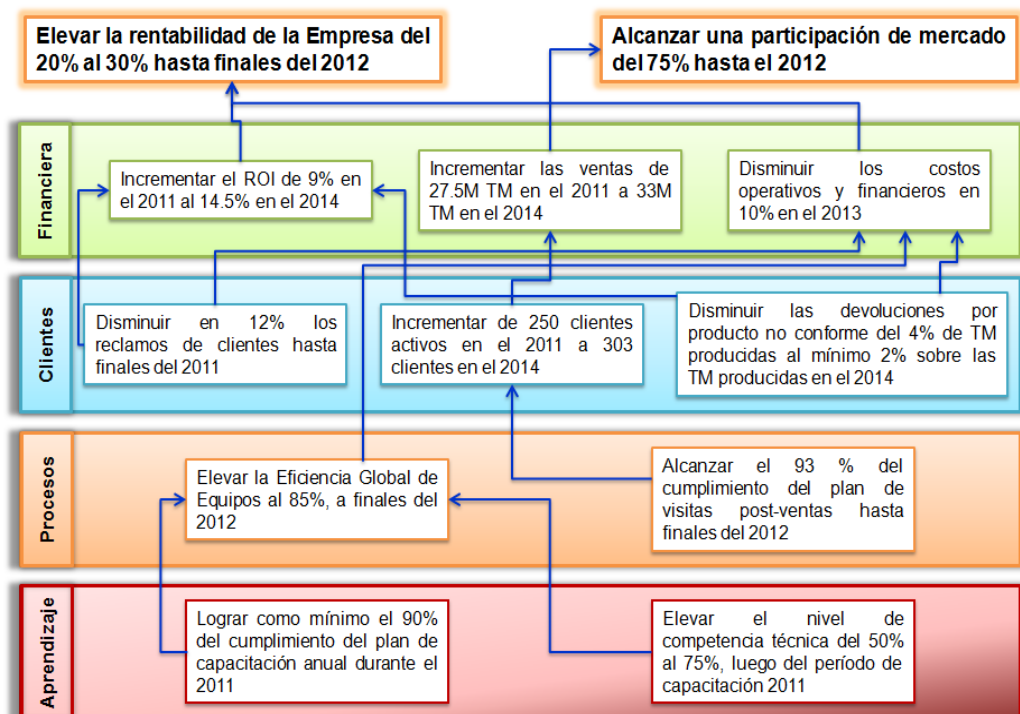 Elevar la rentabilidad de la Empresa del
20% al 30% hasta finales del 2012
Alcanzar una participación de mercado
del 75% hasta el 2012
Financiera
Incrementar el ROI de 9% en
el 2011 al 14.5% en el 2014
Incrementar las ventas de
27.5M TM en el 2011 a 33M
TM en el 2014
Disminuir los costos
operativos y financieros en
10% en el 2013
Clientes
Disminuir en 12% los
reclamos de clientes hasta
finales del 2011
Incrementar de 250 clientes
activos en el 2011 a 303
clientes en el 2014
Disminuir las devoluciones por
producto no conforme del 4% de TM
producidas al mínimo 2% sobre las
TM producidas en el 2014
Procesos
Elevar la Eficiencia Global de
Equipos al 85%, a finales del
2012
Alcanzar el 93 % del
cumplimiento del plan de
visitas post-ventas hasta
finales del 2012
Aprendizaje
Lograr como mínimo el 90%
del cumplimiento del plan de
capacitación anual durante el
2011
Elevar el nivel de
competencia técnica del 50%
al 75%, luego del período de
capacitación 2011